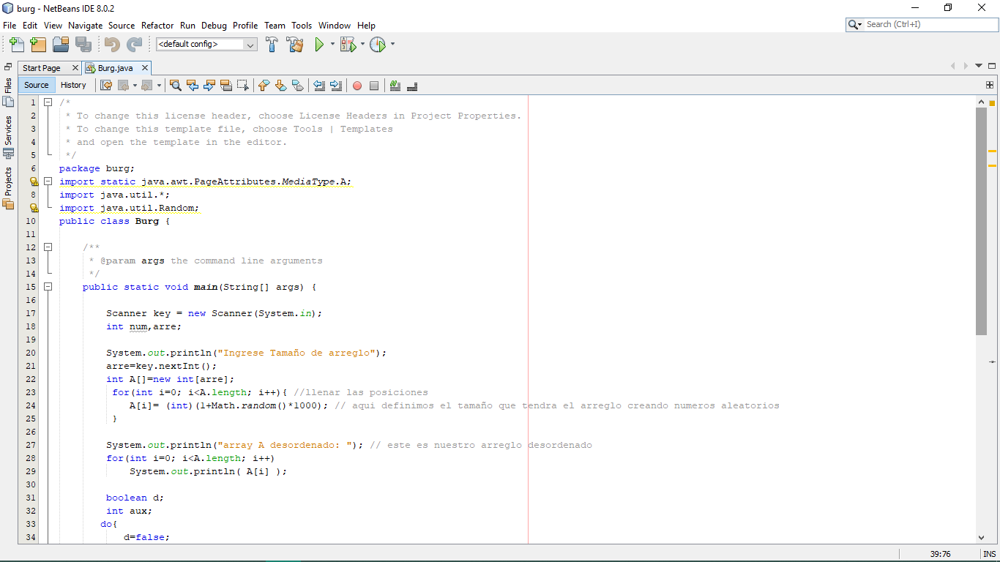 burg - NetBeans IDE 8.0.2
File Edit View Navigate Source Refactor Run Debug Profile Team Tools Window Help
Search (Ctrl+I)
<default config>
Start Page
Burg.java
Files
Services
Projects
Source History
1 /*
2 * To change this license header, choose License Headers in Project Properties.
3 * To change this template file, choose Tools | Templates
4 * and open the template in the editor.
5 */
6 package burg;
import static java.awt.PageAttributes.MediaType.A;
8 import java.util.*;
import java.util.Random;
10 public class Burg {
11
12 /**
13 * @param args the command line arguments
14 */
15 public static void main(String[] args) {
16
17 Scanner key = new Scanner(System.in);
18 int num,arre;
19
20 System.out.println("Ingrese Tamaño de arreglo");
21 arre=key.nextInt();
22 int A[]=new int[arre];
23 for(int i=0; i<A.length; i++){ //llenar las posiciones
24 A[i]= (int)(1+Math.random()*1000); // aqui definimos el tamaño que tendra el arreglo creando numeros aleatorios
25 }
26
27 System.out.println("array A desordenado: "); // este es nuestro arreglo desordenado
28 for(int i=0; i<A.length; i++)
29 System.out.println( A[i] );
30
31 boolean d;
32 int aux;
33 do{
34 d=false;
39:76 INS